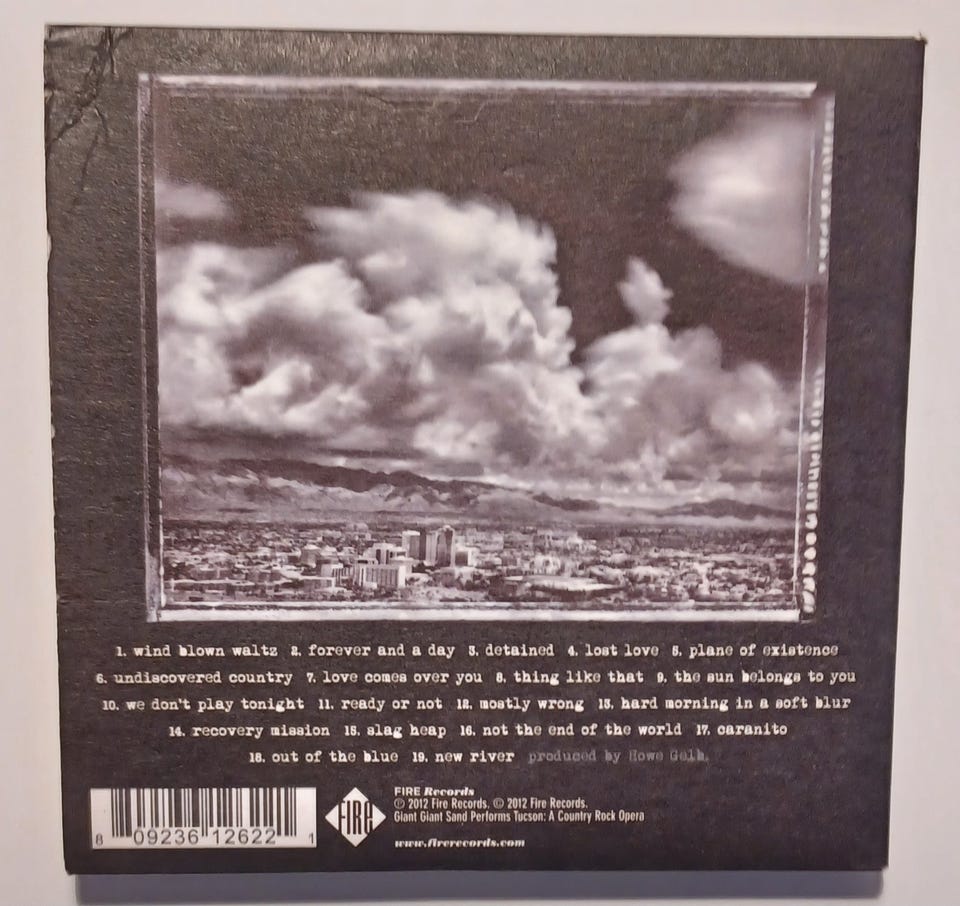 1. wind blown waltz 2. forever and a day 3. detained 4. lost love 5. plane of existence
6. undiscovered country 7. love comes over you 8. thing like that 9. the sun belongs to you
10. we don't play tonight 11. ready or not 12. mostly wrong 13. hard morning in a soft blur
14. recovery mission 15. slag heap 16. not the end of the world 17. caranito
18. out of the blue 19. new river produced by Howe Gelb.
8 09236 12622 1
FIRE
FIRE Records
℗ 2012 Fire Records. © 2012 Fire Records.
Giant Giant Sand Performs Tucson: A Country Rock Opera
www.firerecords.com